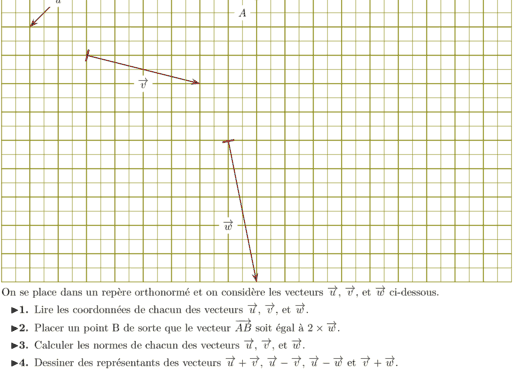 u
A
v⃗
w⃗
On se place dans un repère orthonormé et on considère les vecteurs u⃗, v⃗, et w⃗ ci-dessous.
▶1. Lire les coordonnées de chacun des vecteurs u⃗, v⃗, et w⃗.
▶2. Placer un point B de sorte que le vecteur A͞B⃗ soit égal à 2 × w⃗.
▶3. Calculer les normes de chacun des vecteurs u⃗, v⃗, et w⃗.
▶4. Dessiner des représentants des vecteurs u⃗ + v⃗, u⃗ − v⃗, u⃗ − w⃗ et v⃗ + w⃗.